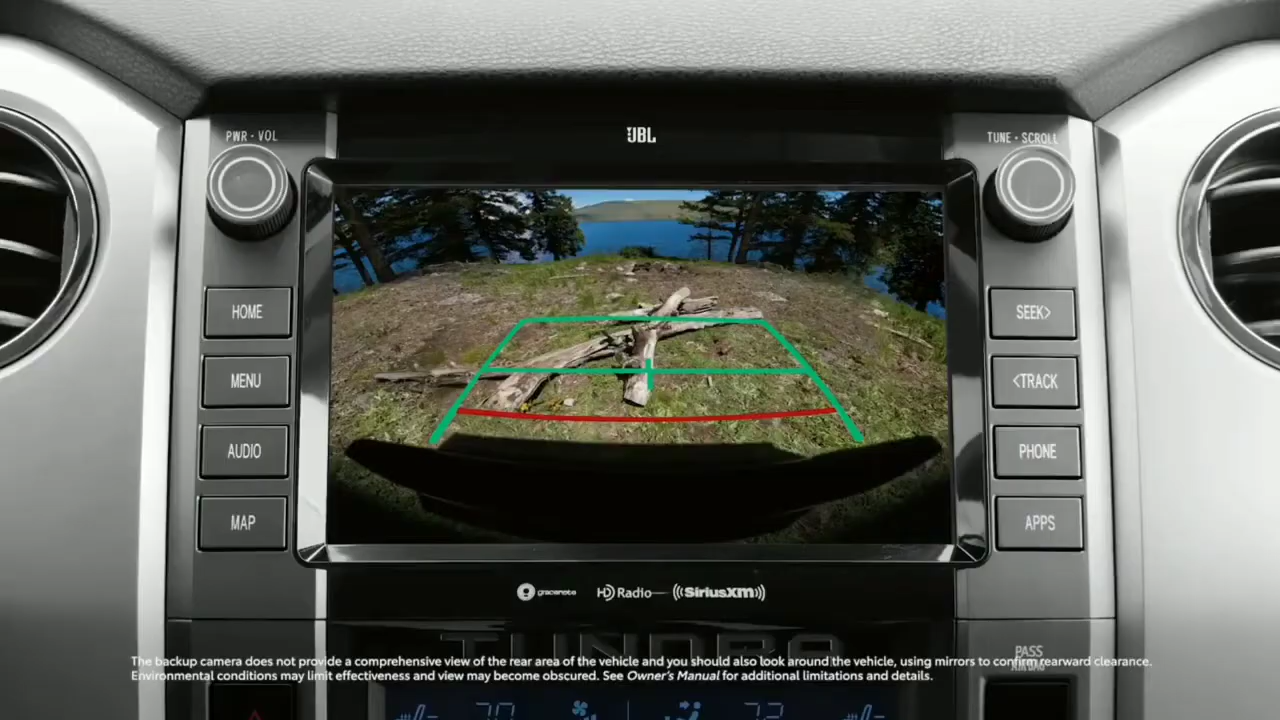 PWR • VOL
JBL
TUNE • SCROLL
HOME
SEEK>
MENU
<TRACK
AUDIO
PHONE
MAP
APPS
gracenote
HD Radio
((SiriusXM))
TUNDRA
PASS
AIRBAG
The backup camera does not provide a comprehensive view of the rear area of the vehicle and you should also look around the vehicle, using mirrors to confirm rearward clearance.
Environmental conditions may limit effectiveness and view may become obscured. See Owner's Manual for additional limitations and details.
70
72